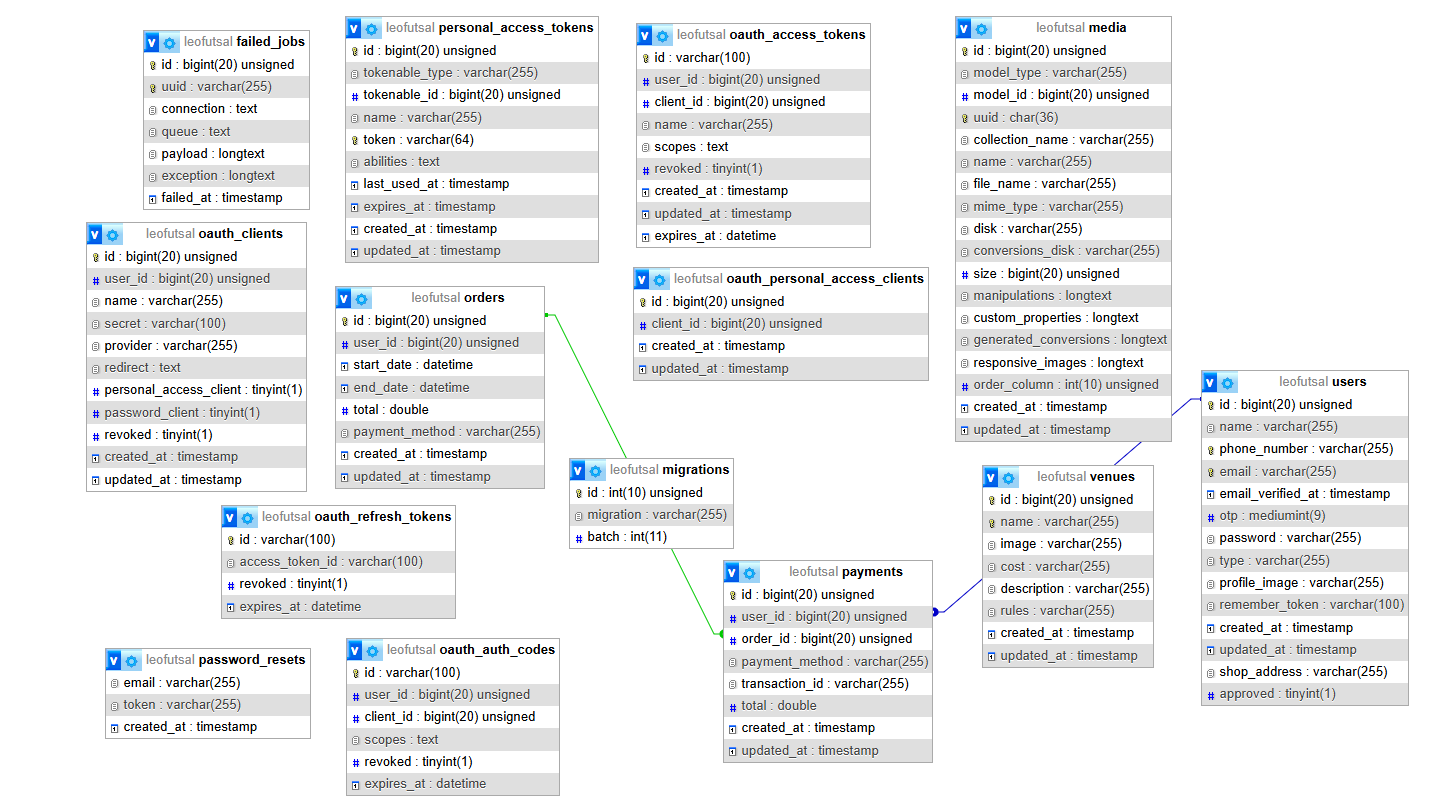 leofutsal failed_jobs
id : bigint(20) unsigned
uuid : varchar(255)
connection : text
queue : text
payload : longtext
exception : longtext
failed_at : timestamp
leofutsal personal_access_tokens
id : bigint(20) unsigned
tokenable_type : varchar(255)
tokenable_id : bigint(20) unsigned
name : varchar(255)
token : varchar(64)
abilities : text
last_used_at : timestamp
expires_at : timestamp
created_at : timestamp
updated_at : timestamp
leofutsal oauth_access_tokens
id : varchar(100)
user_id : bigint(20) unsigned
client_id : bigint(20) unsigned
name : varchar(255)
scopes : text
revoked : tinyint(1)
created_at : timestamp
updated_at : timestamp
expires_at : datetime
leofutsal media
id : bigint(20) unsigned
model_type : varchar(255)
model_id : bigint(20) unsigned
uuid : char(36)
collection_name : varchar(255)
name : varchar(255)
file_name : varchar(255)
mime_type : varchar(255)
disk : varchar(255)
conversions_disk : varchar(255)
size : bigint(20) unsigned
manipulations : longtext
custom_properties : longtext
generated_conversions : longtext
responsive_images : longtext
order_column : int(10) unsigned
created_at : timestamp
updated_at : timestamp
leofutsal oauth_clients
id : bigint(20) unsigned
user_id : bigint(20) unsigned
name : varchar(255)
secret : varchar(100)
provider : varchar(255)
redirect : text
personal_access_client : tinyint(1)
password_client : tinyint(1)
revoked : tinyint(1)
created_at : timestamp
updated_at : timestamp
leofutsal orders
id : bigint(20) unsigned
user_id : bigint(20) unsigned
start_date : datetime
end_date : datetime
total : double
payment_method : varchar(255)
created_at : timestamp
updated_at : timestamp
leofutsal oauth_personal_access_clients
id : bigint(20) unsigned
client_id : bigint(20) unsigned
created_at : timestamp
updated_at : timestamp
leofutsal users
id : bigint(20) unsigned
name : varchar(255)
phone_number : varchar(255)
email : varchar(255)
email_verified_at : timestamp
otp : mediumint(9)
password : varchar(255)
type : varchar(255)
profile_image : varchar(255)
remember_token : varchar(100)
created_at : timestamp
updated_at : timestamp
shop_address : varchar(255)
approved : tinyint(1)
leofutsal migrations
id : int(10) unsigned
migration : varchar(255)
batch : int(11)
leofutsal venues
id : bigint(20) unsigned
name : varchar(255)
image : varchar(255)
cost : varchar(255)
description : varchar(255)
rules : varchar(255)
created_at : timestamp
updated_at : timestamp
leofutsal oauth_refresh_tokens
id : varchar(100)
access_token_id : varchar(100)
revoked : tinyint(1)
expires_at : datetime
leofutsal payments
id : bigint(20) unsigned
user_id : bigint(20) unsigned
order_id : bigint(20) unsigned
payment_method : varchar(255)
transaction_id : varchar(255)
total : double
created_at : timestamp
updated_at : timestamp
leofutsal password_resets
email : varchar(255)
token : varchar(255)
created_at : timestamp
leofutsal oauth_auth_codes
id : varchar(100)
user_id : bigint(20) unsigned
client_id : bigint(20) unsigned
scopes : text
revoked : tinyint(1)
expires_at : datetime